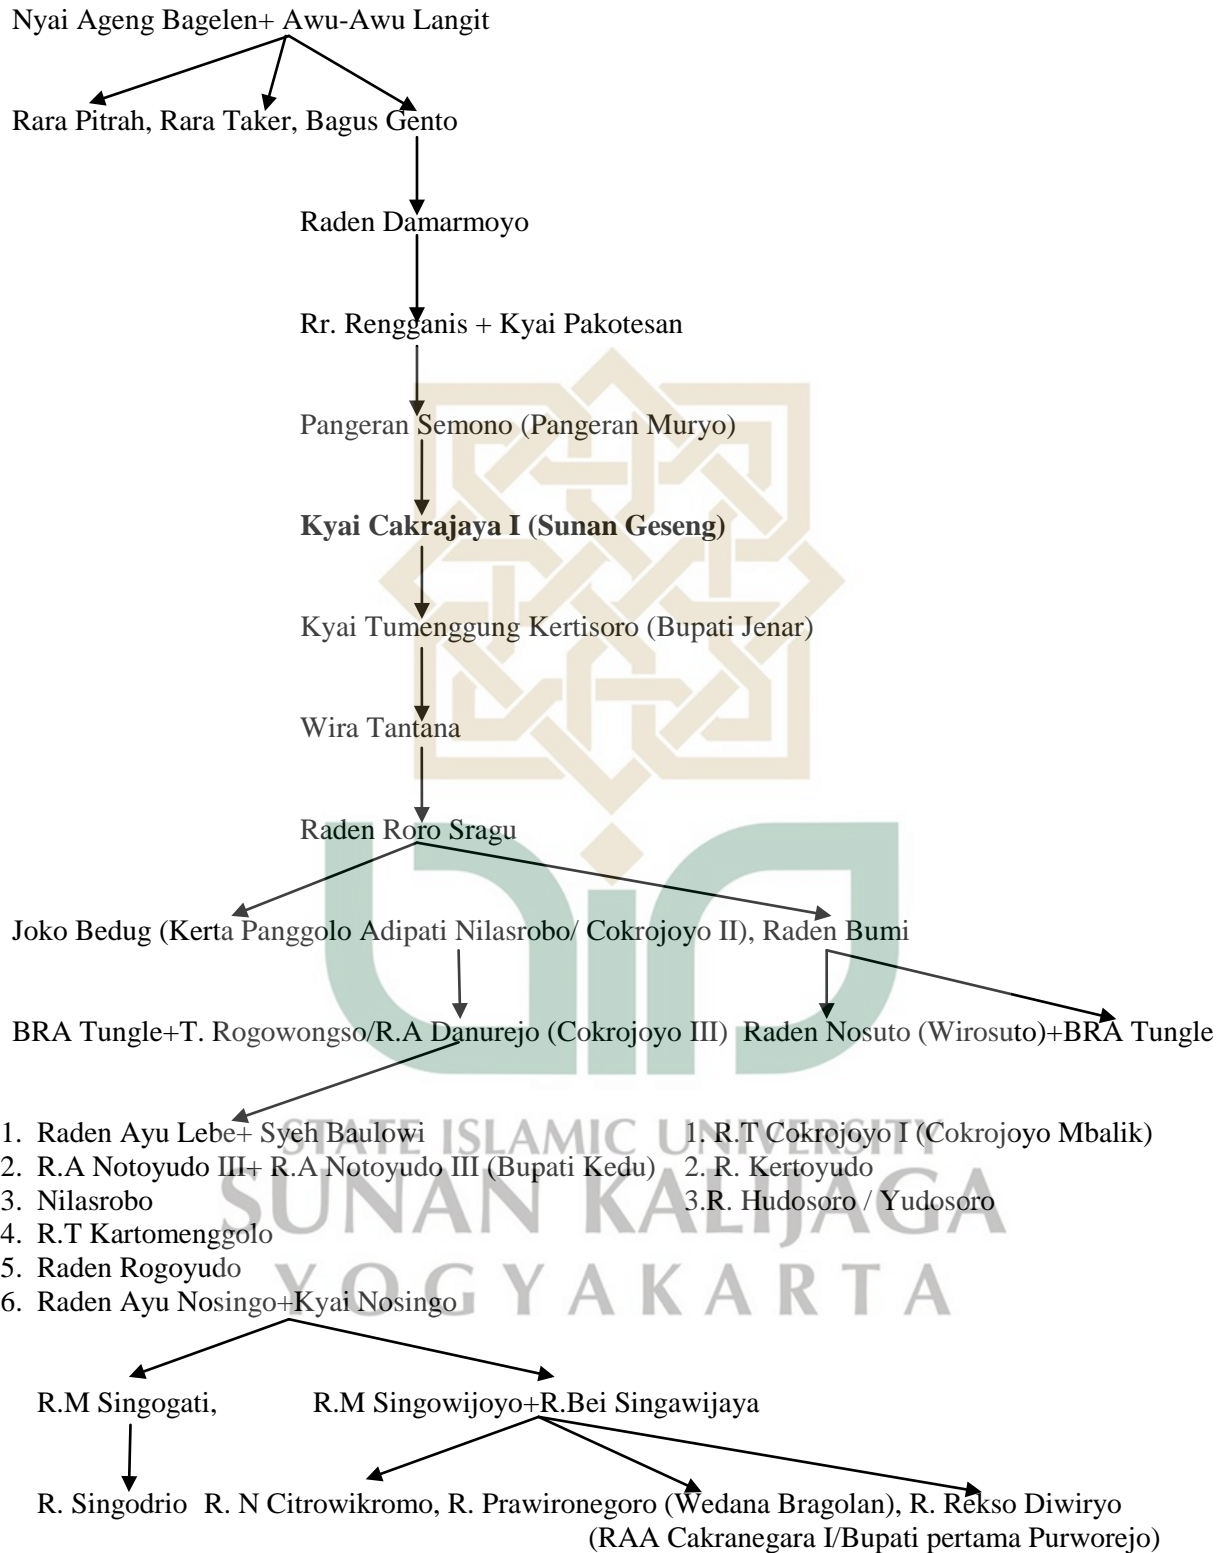 Nyai Ageng Bagelen+ Awu-Awu Langit
Rara Pitrah, Rara Taker, Bagus Gento
Raden Damarmoyo
Rr. Rengganis + Kyai Pakotesan
Pangeran Semono (Pangeran Muryo)
Kyai Cakrajaya I (Sunan Geseng)
Kyai Tumenggung Kertisoro (Bupati Jenar)
Wira Tantana
Raden Roro Sragu
Joko Bedug (Kerta Panggolo Adipati Nilasrobo/ Cokrojoyo II), Raden Bumi
BRA Tungle+T. Rogowongso/R.A Danurejo (Cokrojoyo III) Raden Nosuto (Wirosuto)+BRA Tungle
1. Raden Ayu Lebe+ Syeh Baulowi 1. R.T Cokrojoyo I (Cokrojoyo Mbalik)
2. R.A Notoyudo III+ R.A Notoyudo III (Bupati Kedu) 2. R. Kertoyudo
3. Nilasrobo 3.R. Hudosoro / Yudosoro
4. R.T Kartomenggolo
5. Raden Rogoyudo
6. Raden Ayu Nosingo+Kyai Nosingo
R.M Singogati, R.M Singowijoyo+R.Bei Singawijaya
R. Singodrio R. N Citrowikromo, R. Prawironegoro (Wedana Bragolan), R. Rekso Diwiryo
(RAA Cakranegara I/Bupati pertama Purworejo)
STATE ISLAMIC UNIVERSITY
SUNAN KALIJAGA
YOGYAKARTA